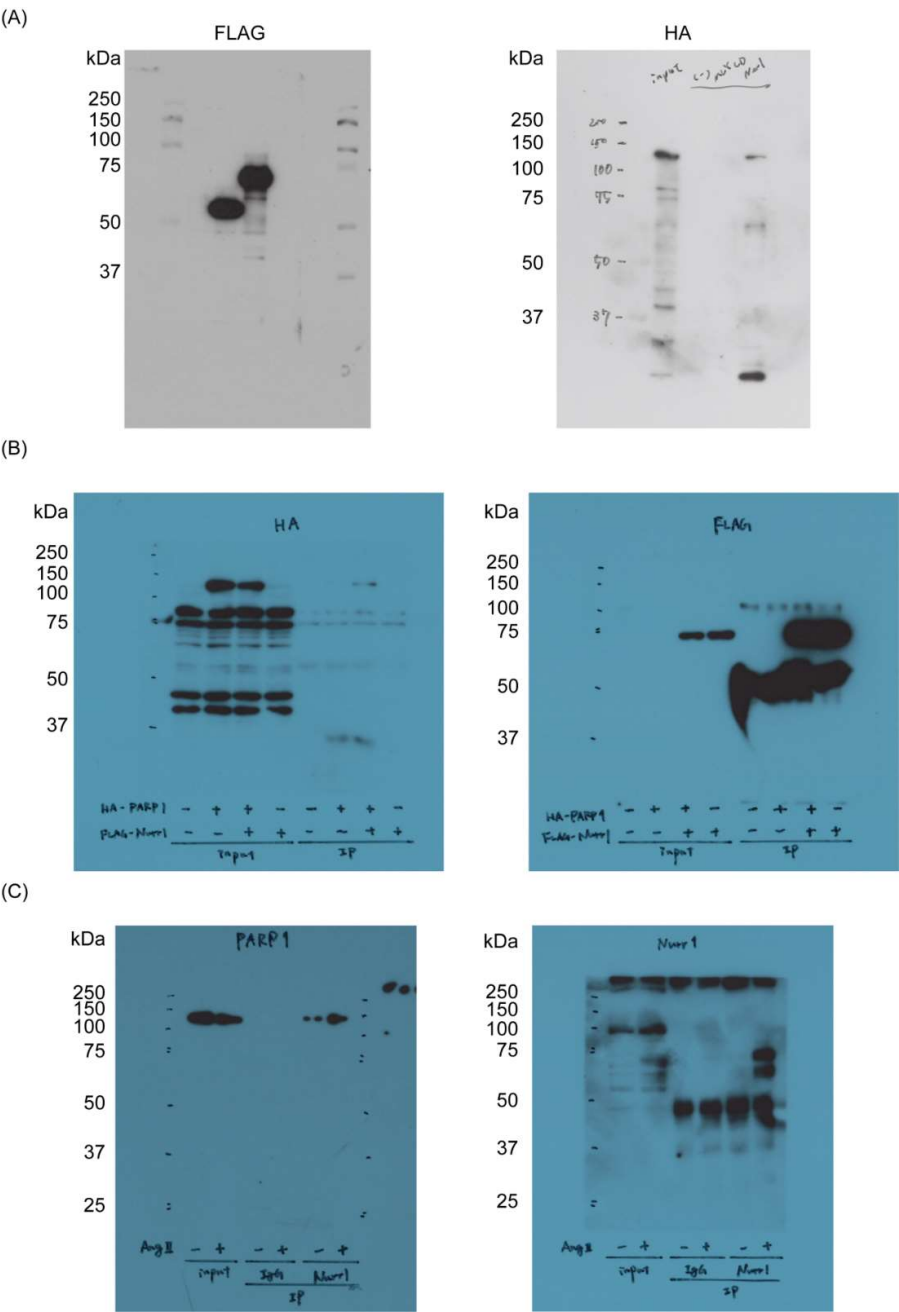 (A)
FLAG
HA
kDa
250
150
100
75
50
37
kDa
250
150
100
75
50
37
input (-) Nurr1
200 -
150 -
100 -
75 -
50 -
37 -
(B)
kDa
250
150
100
75
50
37
HA
HA-PARP1 - + + - - + + -
FLAG-Nurr1 - - + + - - + +
input IP
kDa
250
150
100
75
50
37
FLAG
HA-PARP1 - + + - - + + -
FLAG-Nurr1 - - + + - - + +
input IP
(C)
kDa
250
150
100
75
50
37
25
PARP1
Ang II - + - + - +
input IgG Nurr1
IP
kDa
250
150
100
75
50
37
25
Nurr1
Ang II - + - + - +
input IgG Nurr1
IP